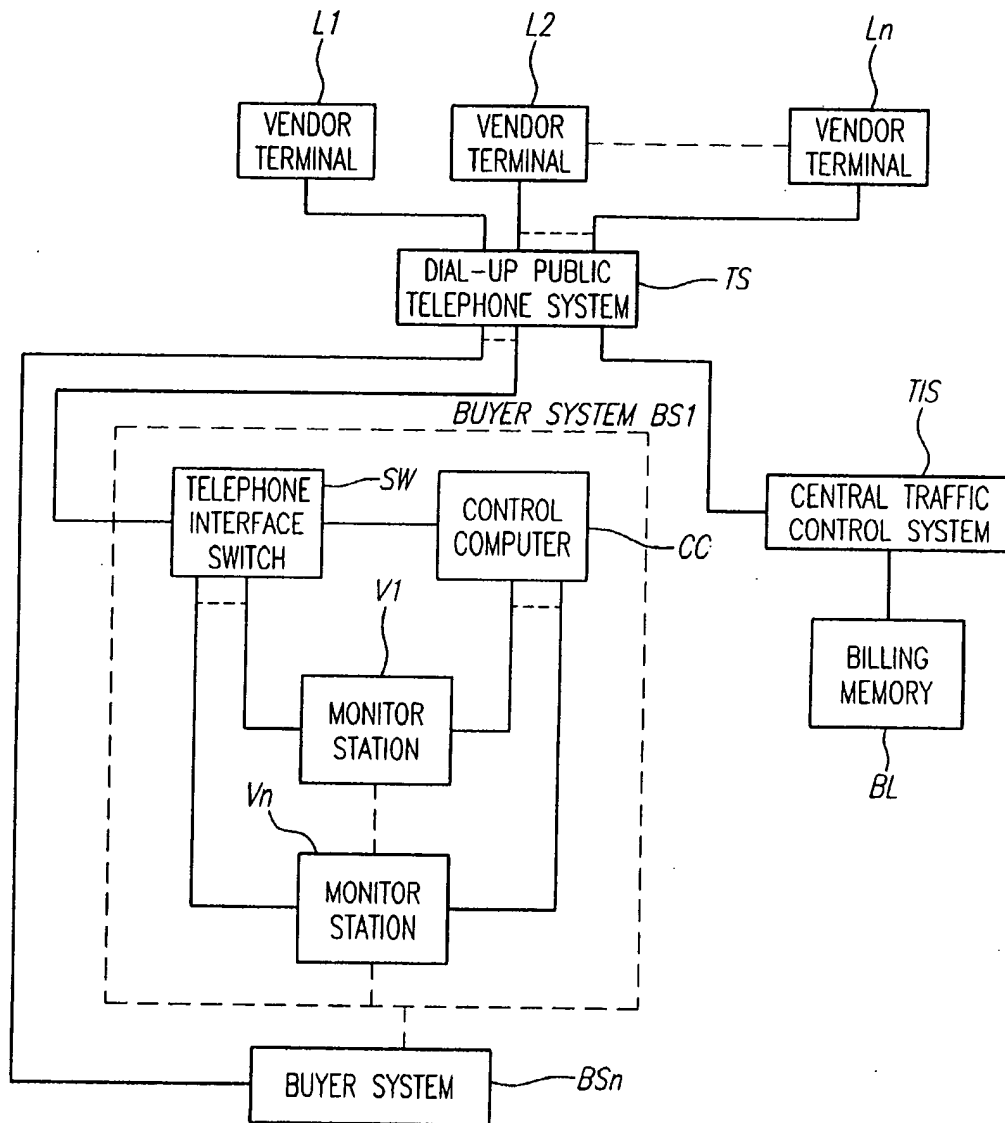 L1
L2
Ln
VENDOR
TERMINAL
VENDOR
TERMINAL
VENDOR
TERMINAL
DIAL-UP PUBLIC
TELEPHONE SYSTEM
TS
BUYER SYSTEM BS1
TIS
TELEPHONE
INTERFACE
SWITCH
SW
CONTROL
COMPUTER
CC
CENTRAL TRAFFIC
CONTROL SYSTEM
V1
MONITOR
STATION
BILLING
MEMORY
BL
Vn
MONITOR
STATION
BUYER SYSTEM
BSn